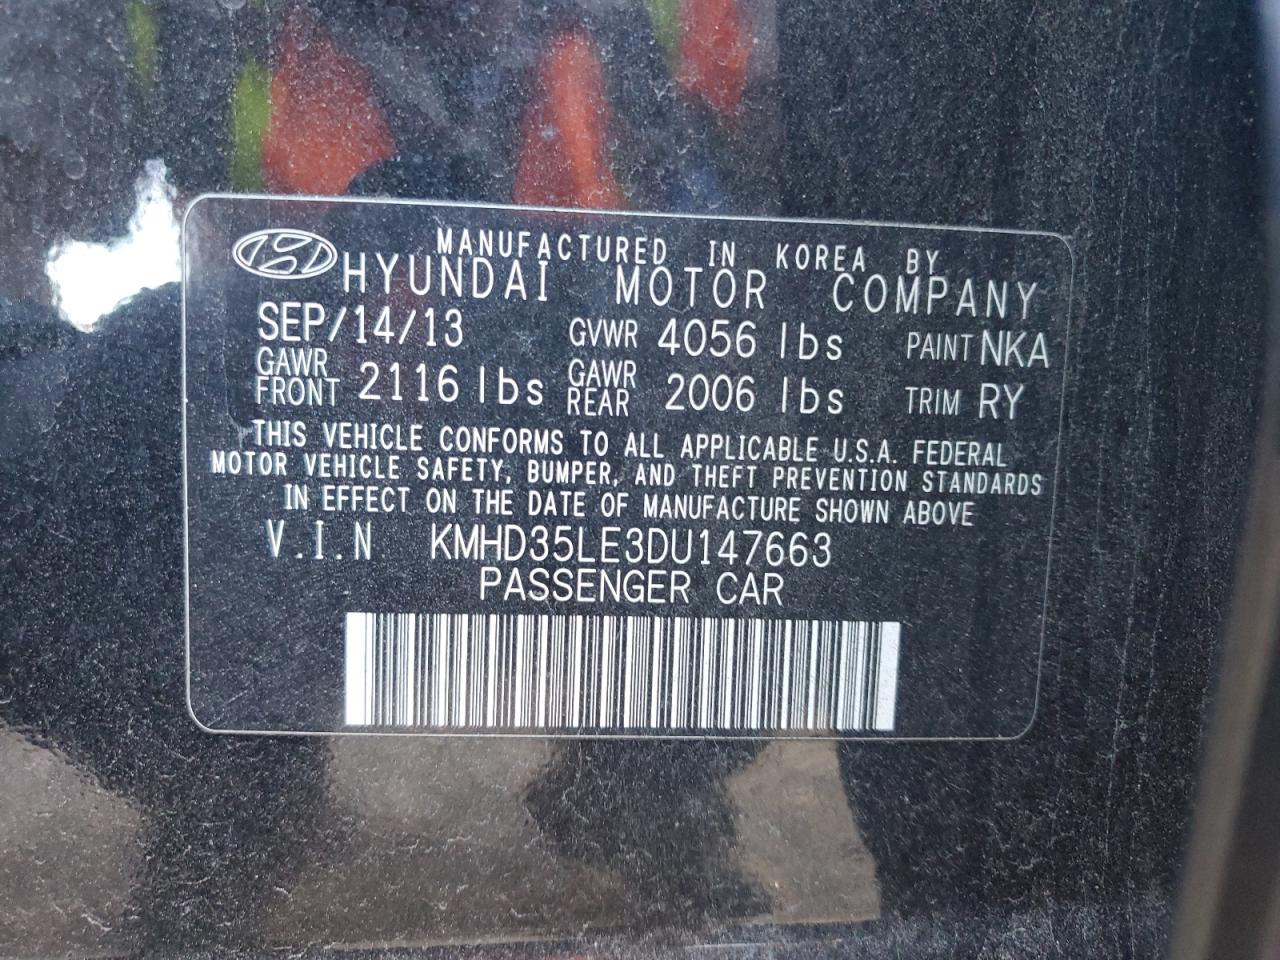 MANUFACTURED IN KOREA BY
HYUNDAI MOTOR COMPANY
SEP/14/13 GVWR 4056 lbs PAINT NKA
GAWR FRONT 2116 lbs GAWR REAR 2006 lbs TRIM RY
THIS VEHICLE CONFORMS TO ALL APPLICABLE U.S.A. FEDERAL
MOTOR VEHICLE SAFETY, BUMPER, AND THEFT PREVENTION STANDARDS
IN EFFECT ON THE DATE OF MANUFACTURE SHOWN ABOVE
V.I.N KMHD35LE3DU147663
PASSENGER CAR